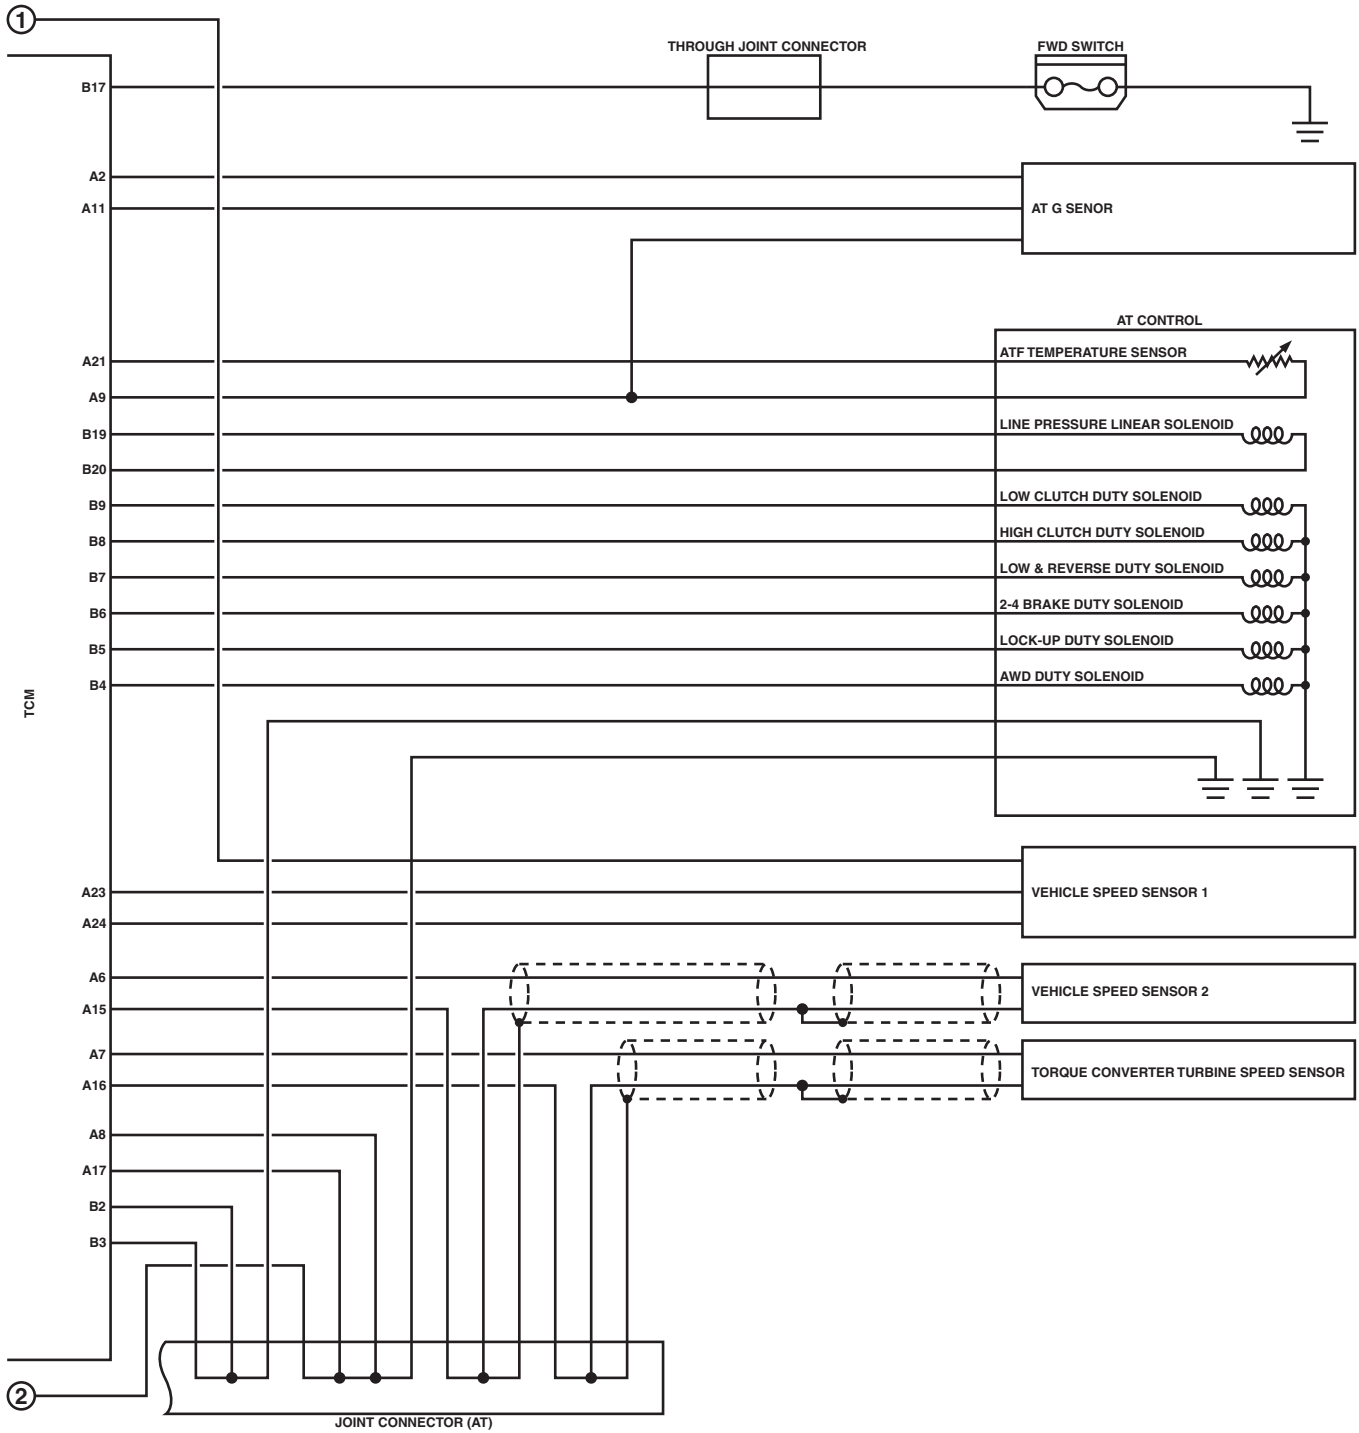 1
THROUGH JOINT CONNECTOR
FWD SWITCH
B17
A2
A11
AT G SENOR
AT CONTROL
A21
ATF TEMPERATURE SENSOR
A9
B19
LINE PRESSURE LINEAR SOLENOID
B20
B9
LOW CLUTCH DUTY SOLENOID
B8
HIGH CLUTCH DUTY SOLENOID
B7
LOW & REVERSE DUTY SOLENOID
B6
2-4 BRAKE DUTY SOLENOID
B5
LOCK-UP DUTY SOLENOID
B4
AWD DUTY SOLENOID
TCM
A23
VEHICLE SPEED SENSOR 1
A24
A6
VEHICLE SPEED SENSOR 2
A15
A7
TORQUE CONVERTER TURBINE SPEED SENSOR
A16
A8
A17
B2
B3
2
JOINT CONNECTOR (AT)